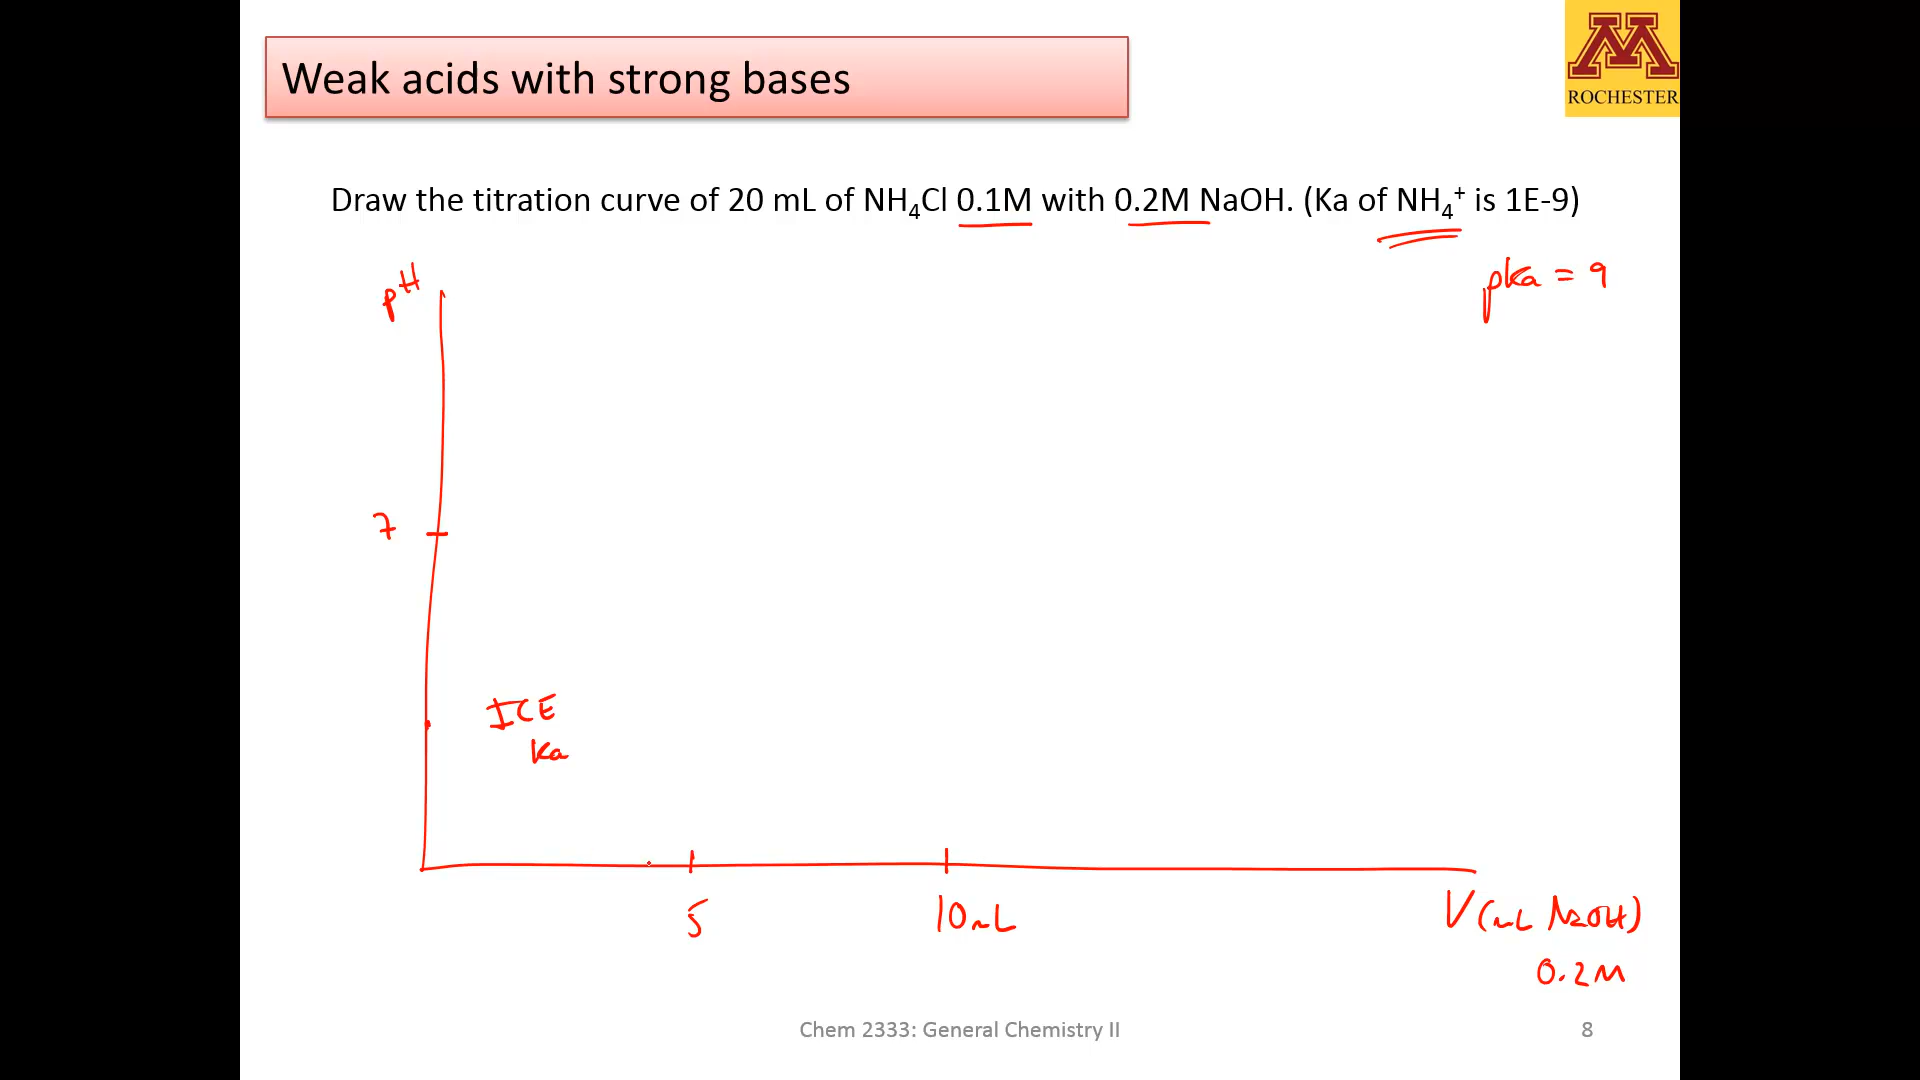 Weak acids with strong bases
M
ROCHESTER
Draw the titration curve of 20 mL of NH₄Cl 0.1M with 0.2M NaOH. (Ka of NH₄⁺ is 1E-9)
pH
pKa = 9
7
ICE
Ka
5
10mL
V (mL NaOH)
0.2M
Chem 2333: General Chemistry II
8